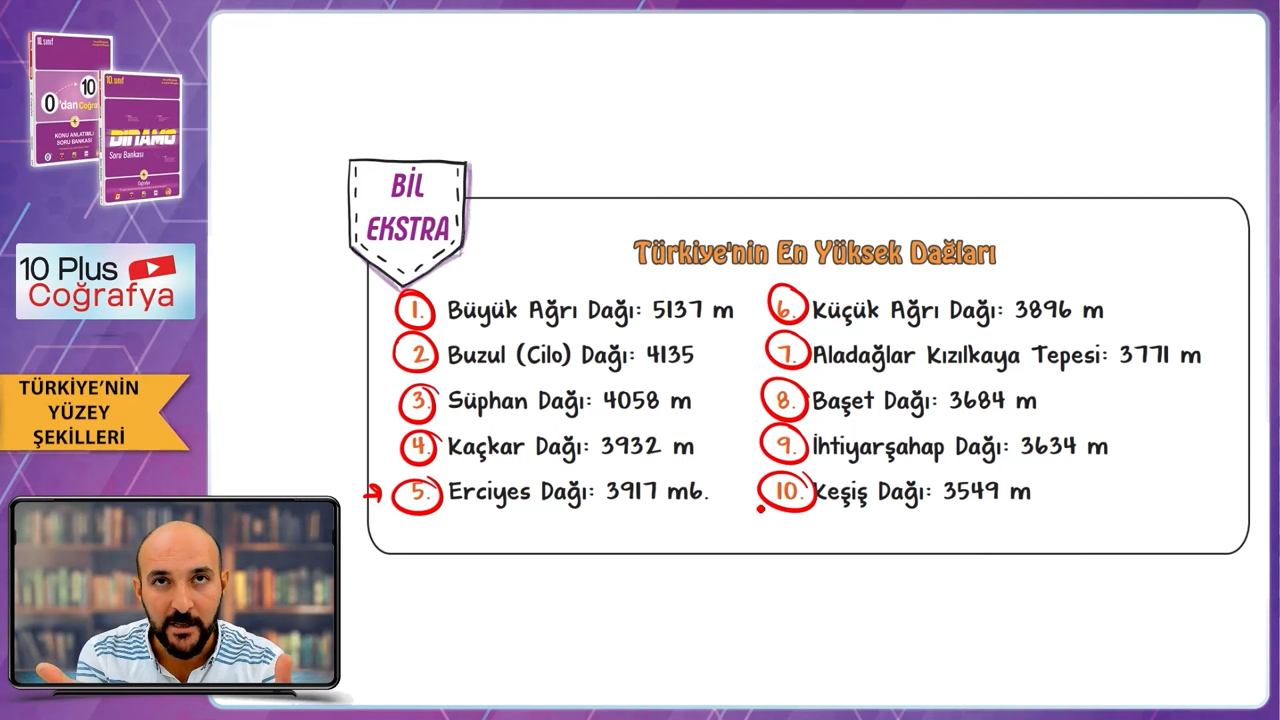 10. sınıf
0'dan 10
Coğrafya
KONU ANLATIMLI
SORU BANKASI
10. sınıf
DİNAMO
Soru Bankası
Coğrafya
10 Plus
Coğrafya
TÜRKİYE'NİN
YÜZEY
ŞEKİLLERİ
BİL
EKSTRA
Türkiye'nin En Yüksek Dağları
1. Büyük Ağrı Dağı: 5137 m
2 Buzul (Cilo) Dağı: 4135
3. Süphan Dağı: 4058 m
4. Kaçkar Dağı: 3932 m
5. Erciyes Dağı: 3917 m6.
6. Küçük Ağrı Dağı: 3896 m
7. Aladağlar Kızılkaya Tepesi: 3771 m
8. Başet Dağı: 3684 m
9. İhtiyarşahap Dağı: 3634 m
10. Keşiş Dağı: 3549 m